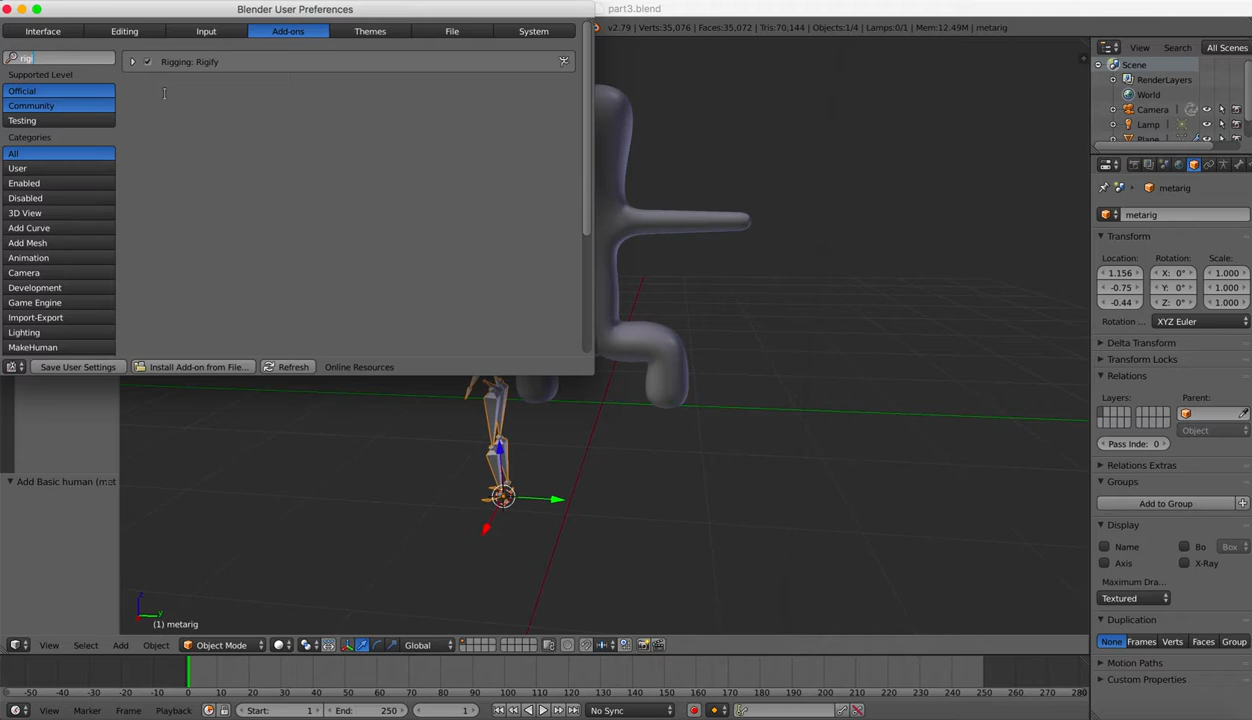 Blender User Preferences
part3.blend
Interface Editing Input Add-ons Themes File System
v2.79 | Verts:35,076 | Faces:35,072 | Tris:70,144 | Objects:1/4 | Lamps:0/1 | Mem:12.49M | metarig
View Search All Scenes
rigi
Rigging: Rigify
Supported Level
Official
Community
Testing
Categories
All
User
Enabled
Disabled
3D View
Add Curve
Add Mesh
Animation
Camera
Development
Game Engine
Import-Export
Lighting
MakeHuman
Save User Settings Install Add-on from File... Refresh Online Resources
Scene
RenderLayers
World
Camera
Lamp
Plane
metarig
metarig
Transform
Location: Rotation: Scale:
1.156 X: 0° 1.000
-0.75 Y: 0° 1.000
-0.44 Z: 0° 1.000
Rotation ... XYZ Euler
Delta Transform
Transform Locks
Relations
Layers: Parent:
Pass Inde: 0 Object
Relations Extras
Groups
Add to Group
Display
Name Bo Box
Axis X-Ray
Maximum Dra...
Textured
Duplication
None Frames Verts Faces Group
Motion Paths
Custom Properties
Add Basic human (met
z
y
(1) metarig
View Select Add Object Object Mode Global
-50 -40 -30 -20 -10 0 10 20 30 40 50 60 70 80 90 100 110 120 130 140 150 160 170 180 190 200 210 220 230 240 250 260 270 280
View Marker Frame Playback Start: 1 End: 250 1 No Sync